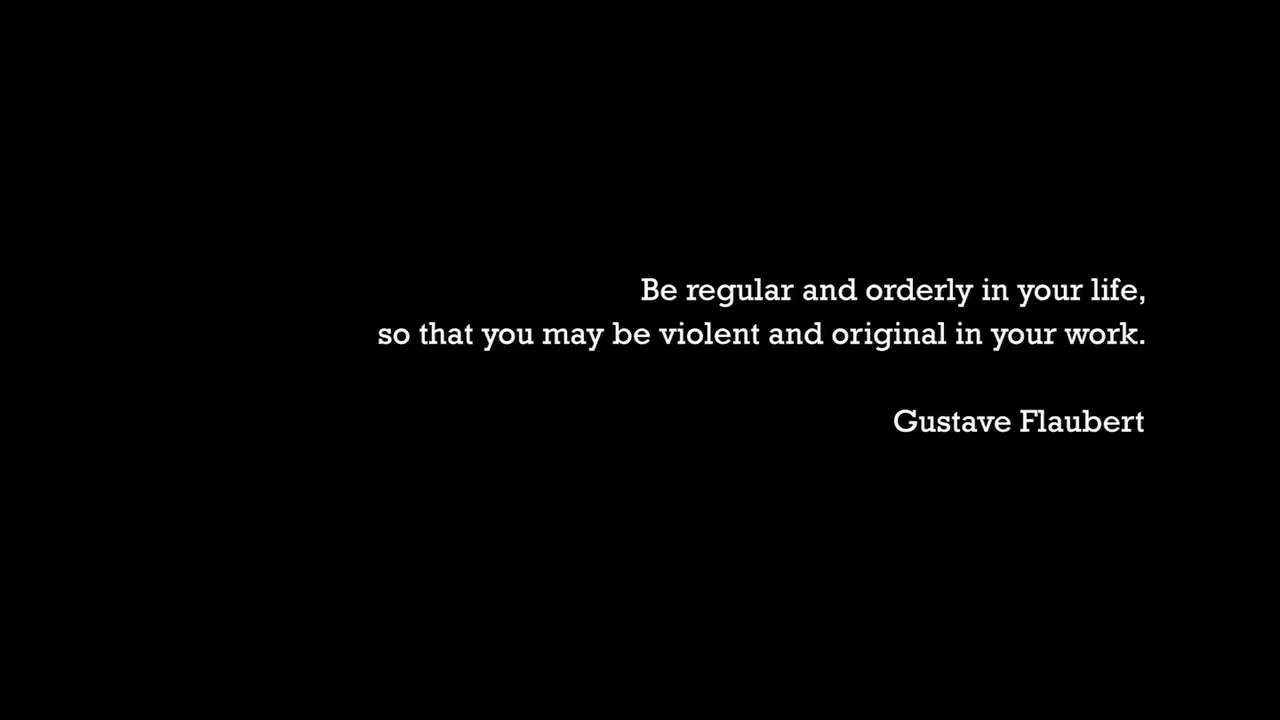 Be regular and orderly in your life,
so that you may be violent and original in your work.
Gustave Flaubert